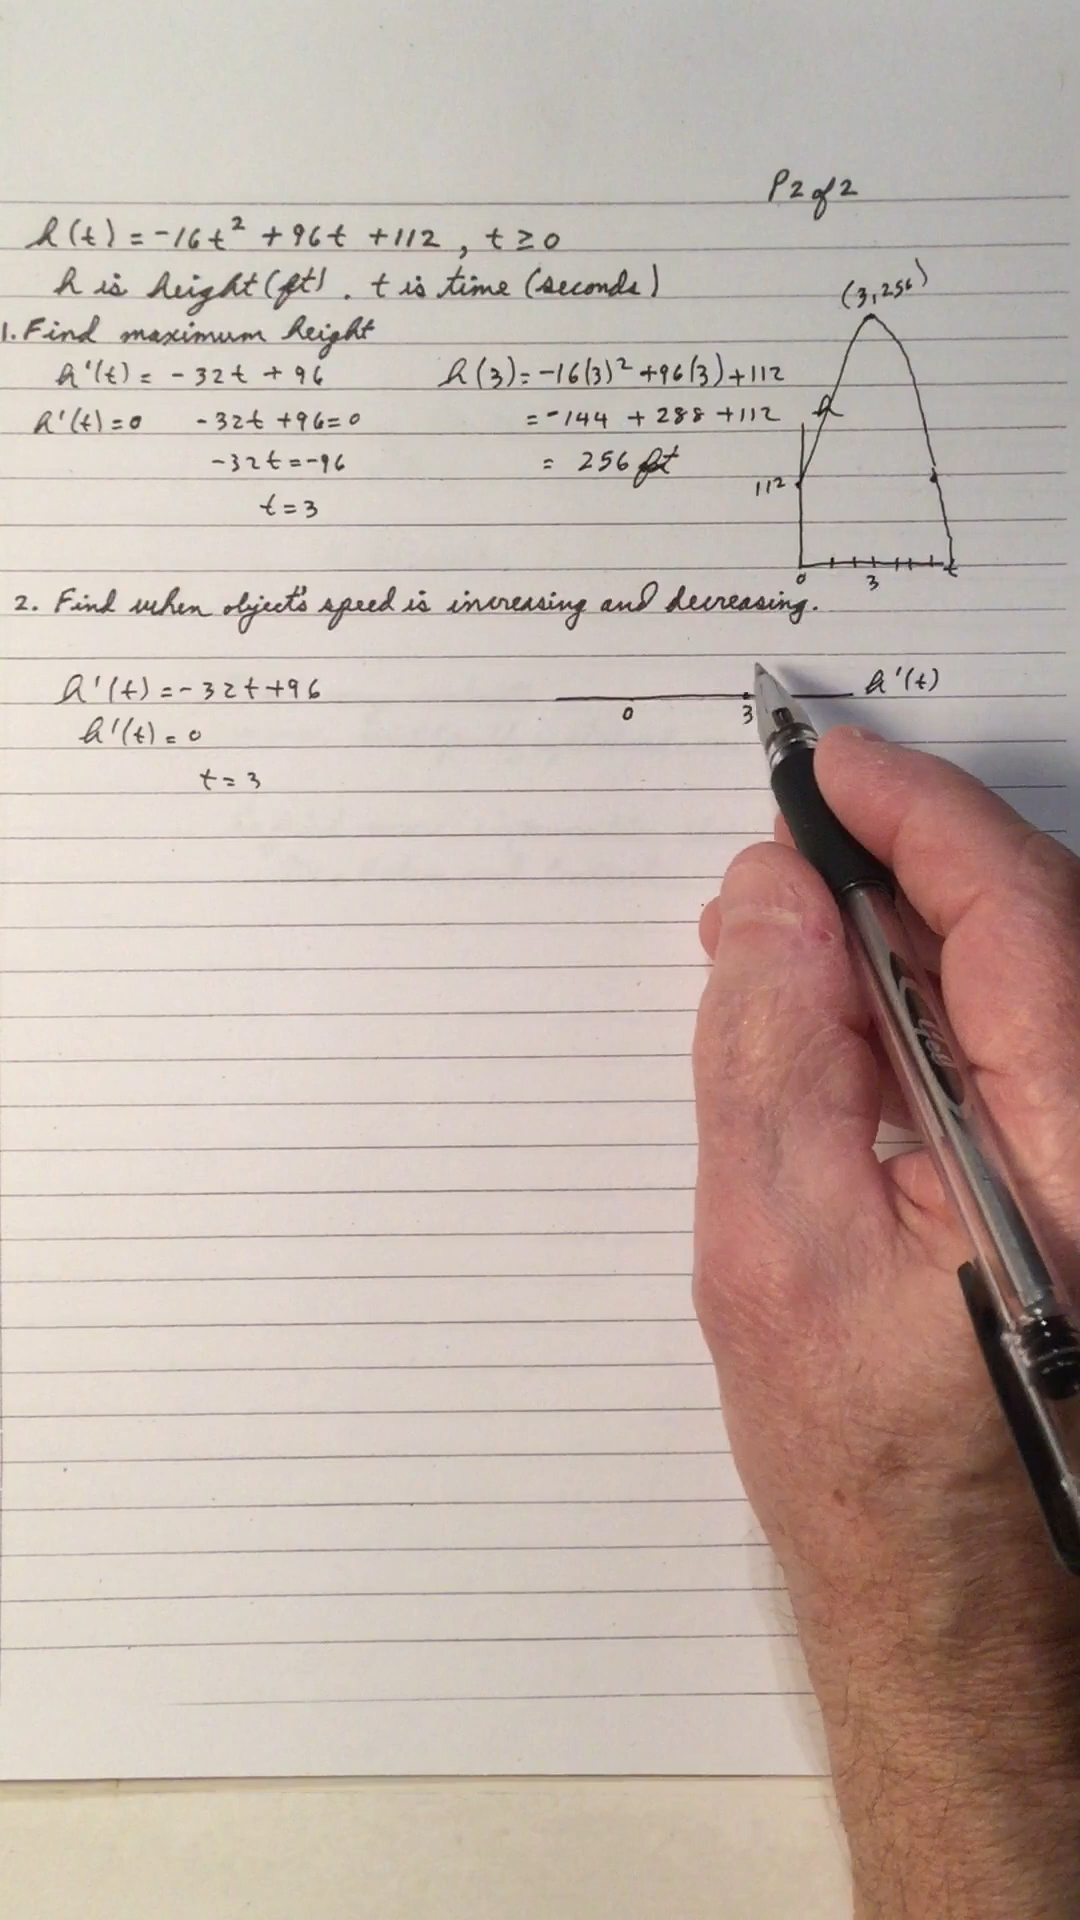 P2 of 2
h(t) = -16t² + 96t + 112, t ≥ 0
h is height (ft). t is time (seconds)
1. Find maximum height
h'(t) = -32t + 96
h'(t) = 0 -32t + 96 = 0
-32t = -96
t = 3
h(3) = -16(3)² + 96(3) + 112
= -144 + 288 + 112
= 256 ft
(3, 256)
h
112
0 3 t
2. Find when object's speed is increasing and decreasing.
h'(t) = -32t + 96
h'(t) = 0
t = 3
h'(t)
0 3